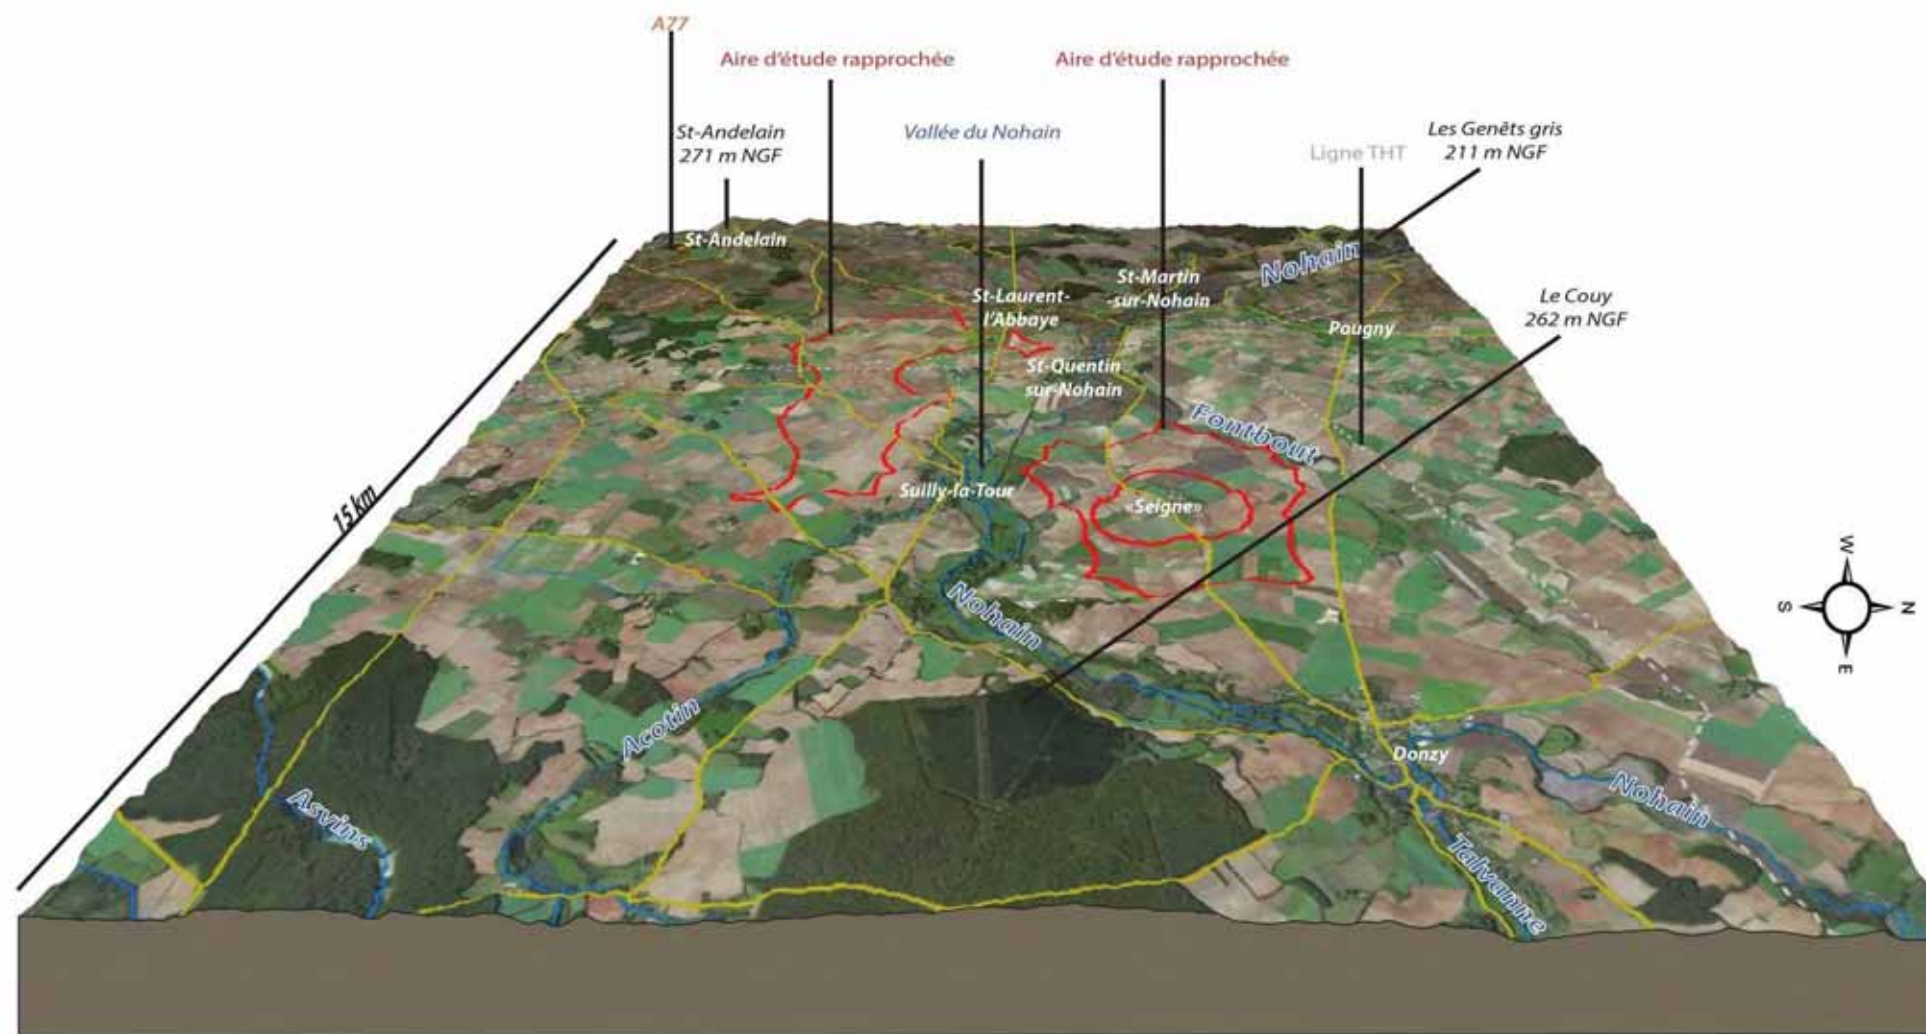 A77
Aire d'étude rapprochée
Aire d'étude rapprochée
St-Andelain
271 m NGF
Vallée du Nohain
Ligne THT
Les Genêts gris
211 m NGF
St-Andelain
Nohain
St-Martin
-sur-Nohain
St-Laurent-
l'Abbaye
Le Couy
262 m NGF
Pougny
St-Quentin
sur-Nohain
Fontbout
15 km
Suilly-la-Tour
«Seigne»
W
S
N
E
Nohain
Acotin
Donzy
Asvins
Nohain
Talvanne